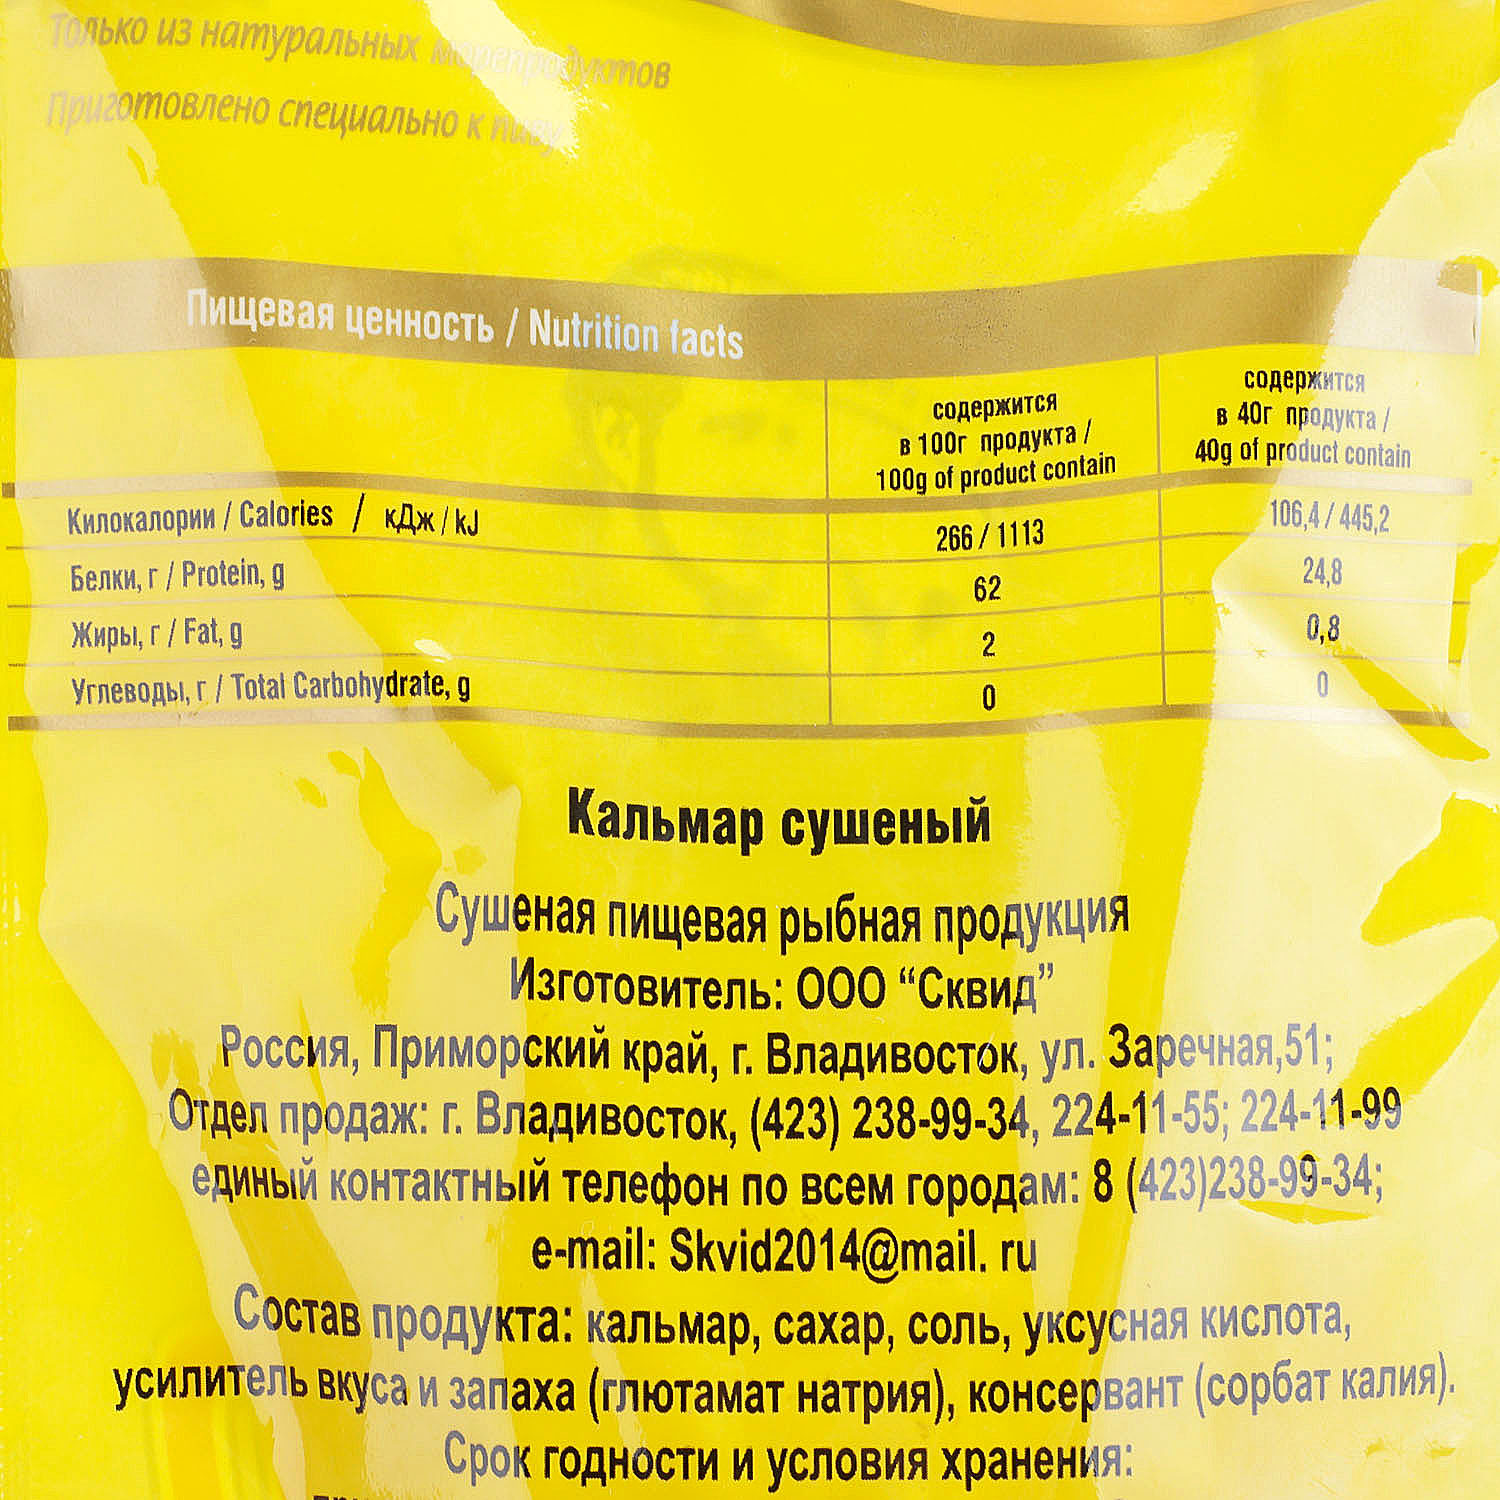 Только из натуральных морепродуктов
Приготовлено специально к пиву
Пищевая ценность / Nutrition facts
содержится
в 100г продукта /
100g of product contain
содержится
в 40г продукта /
40g of product contain
Килокалории / Calories / кДж / kJ 266 / 1113 106,4 / 445,2
Белки, г / Protein, g 62 24,8
Жиры, г / Fat, g 2 0,8
Углеводы, г / Total Carbohydrate, g 0 0
Кальмар сушеный
Сушеная пищевая рыбная продукция
Изготовитель: ООО “Сквид”
Россия, Приморский край, г. Владивосток, ул. Заречная,51;
Отдел продаж: г. Владивосток, (423) 238-99-34, 224-11-55; 224-11-99
единый контактный телефон по всем городам: 8 (423)238-99-34;
e-mail: Skvid2014@mail. ru
Состав продукта: кальмар, сахар, соль, уксусная кислота,
усилитель вкуса и запаха (глютамат натрия), консервант (сорбат калия).
Срок годности и условия хранения: